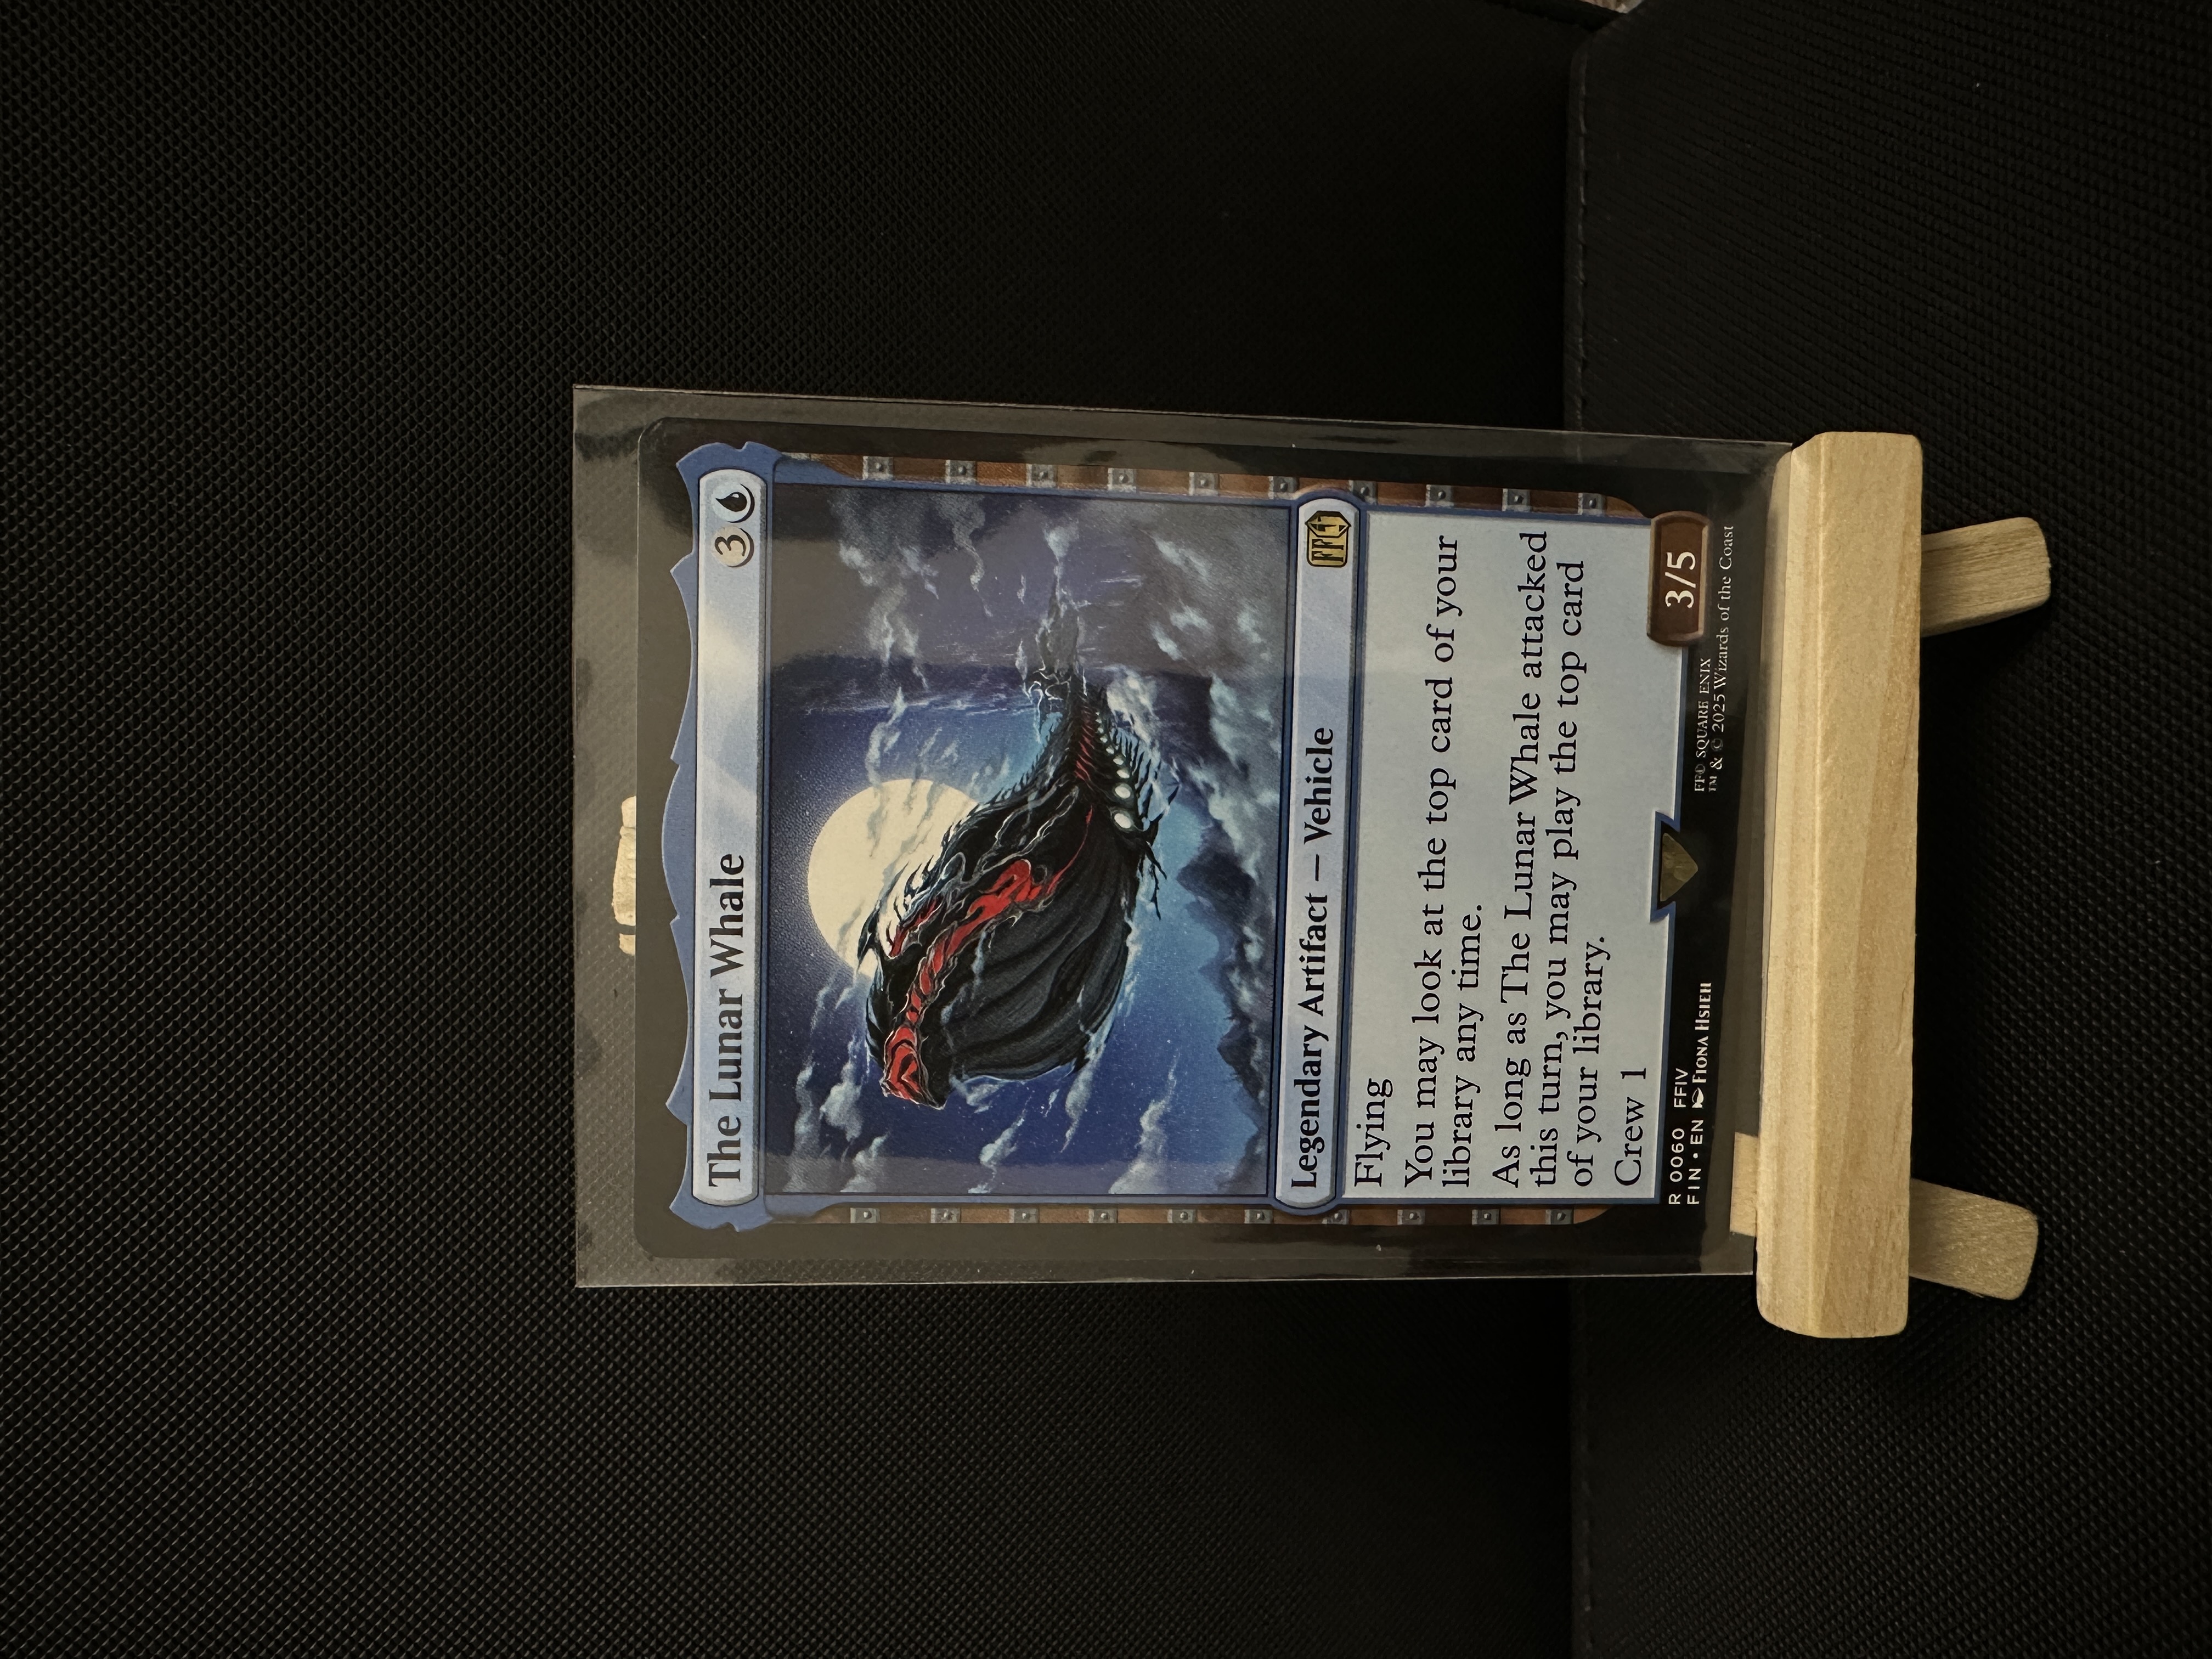 The Lunar Whale 3
Legendary Artifact — Vehicle FF4
Flying
You may look at the top card of your
library any time.
As long as The Lunar Whale attacked
this turn, you may play the top card
of your library.
Crew 1
3/5
R 0060 FFIV
FIN • EN Fiona Hsieh
FF© SQUARE ENIX
™ & © 2025 Wizards of the Coast